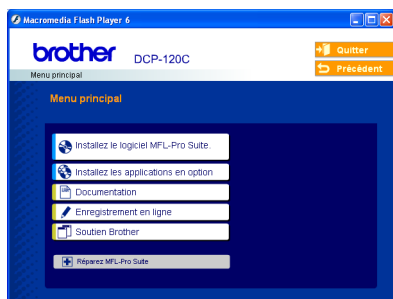 Macromedia Flash Player 6
brother
DCP-120C
Quitter
Précédent
Menu principal
Menu principal
Installez le logiciel MFL-Pro Suite.
Installez les applications en option
Documentation
Enregistrement en ligne
Soutien Brother
Réparez MFL-Pro Suite